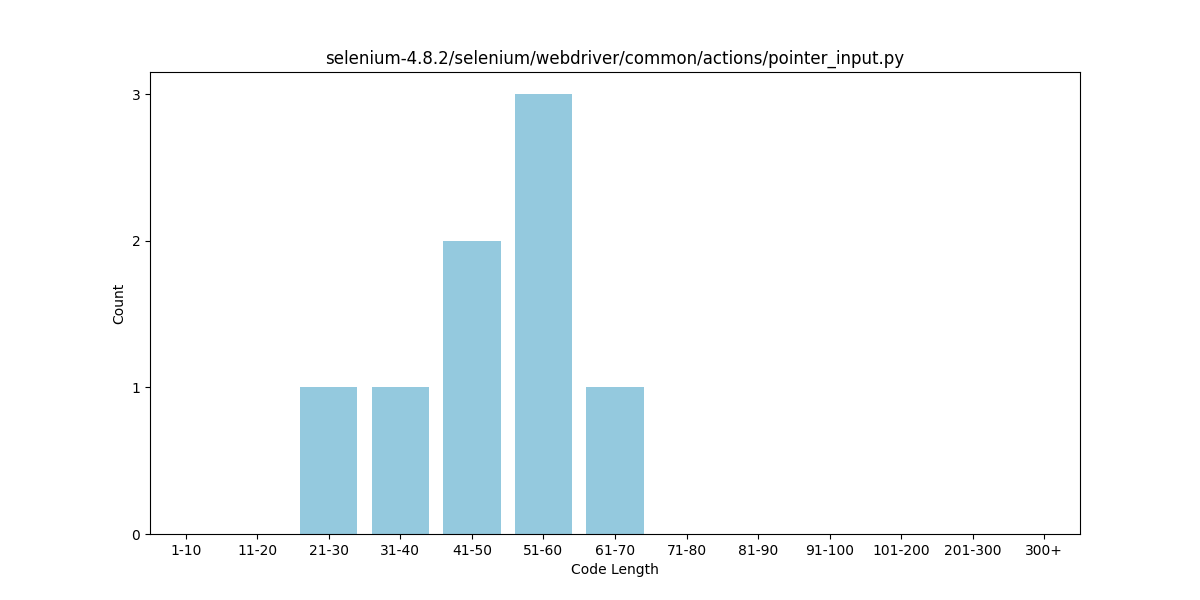 selenium-4.8.2/selenium/webdriver/common/actions/pointer_input.py
3
2
1
0
Count
1-10 11-20 21-30 31-40 41-50 51-60 61-70 71-80 81-90 91-100 101-200 201-300 300+
Code Length